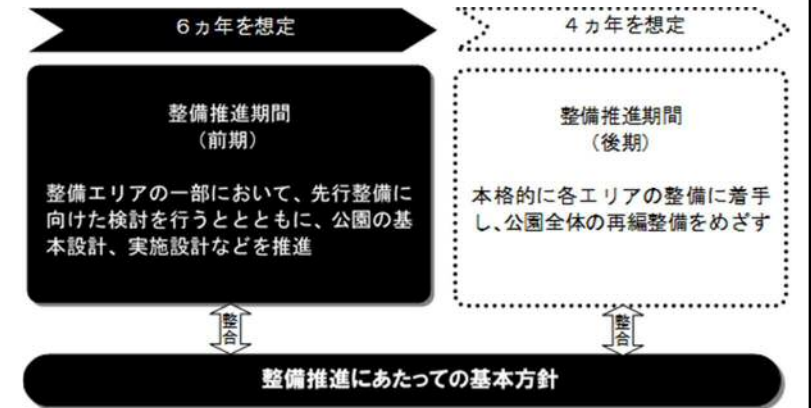 6ヵ年を想定
4ヵ年を想定
整備推進期間
(前期)
整備エリアの一部において、先行整備に
向けた検討を行うととともに、公園の基
本設計、実施設計などを推進
整備推進期間
(後期)
本格的に各エリアの整備に着手
し、公園全体の再編整備をめざす
整合
整合
整備推進にあたっての基本方針